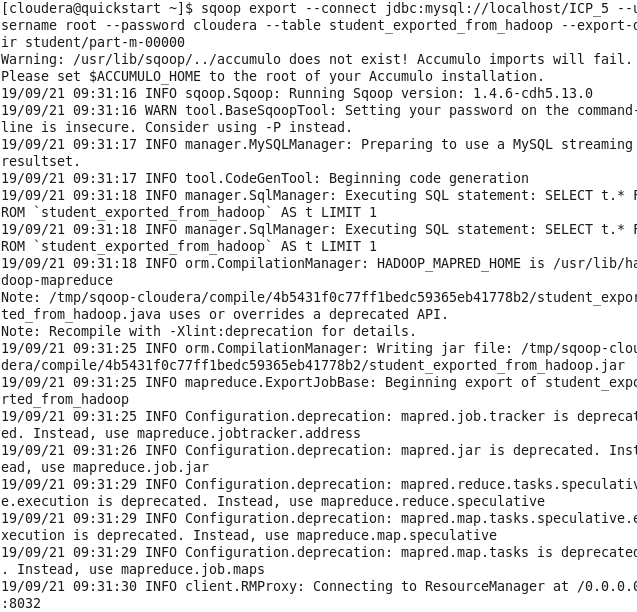 [cloudera@quickstart ~]$ sqoop export --connect jdbc:mysql://localhost/ICP_5 --u
sername root --password cloudera --table student_exported_from_hadoop --export-d
ir student/part-m-00000
Warning: /usr/lib/sqoop/../accumulo does not exist! Accumulo imports will fail.
Please set $ACCUMULO_HOME to the root of your Accumulo installation.
19/09/21 09:31:16 INFO sqoop.Sqoop: Running Sqoop version: 1.4.6-cdh5.13.0
19/09/21 09:31:16 WARN tool.BaseSqoopTool: Setting your password on the command-
line is insecure. Consider using -P instead.
19/09/21 09:31:17 INFO manager.MySQLManager: Preparing to use a MySQL streaming
resultset.
19/09/21 09:31:17 INFO tool.CodeGenTool: Beginning code generation
19/09/21 09:31:18 INFO manager.SqlManager: Executing SQL statement: SELECT t.* F
ROM `student_exported_from_hadoop` AS t LIMIT 1
19/09/21 09:31:18 INFO manager.SqlManager: Executing SQL statement: SELECT t.* F
ROM `student_exported_from_hadoop` AS t LIMIT 1
19/09/21 09:31:18 INFO orm.CompilationManager: HADOOP_MAPRED_HOME is /usr/lib/ha
doop-mapreduce
Note: /tmp/sqoop-cloudera/compile/4b5431f0c77ff1bedc59365eb41778b2/student_expor
ted_from_hadoop.java uses or overrides a deprecated API.
Note: Recompile with -Xlint:deprecation for details.
19/09/21 09:31:25 INFO orm.CompilationManager: Writing jar file: /tmp/sqoop-clou
dera/compile/4b5431f0c77ff1bedc59365eb41778b2/student_exported_from_hadoop.jar
19/09/21 09:31:25 INFO mapreduce.ExportJobBase: Beginning export of student_expo
rted_from_hadoop
19/09/21 09:31:25 INFO Configuration.deprecation: mapred.job.tracker is deprecat
ed. Instead, use mapreduce.jobtracker.address
19/09/21 09:31:26 INFO Configuration.deprecation: mapred.jar is deprecated. Inst
ead, use mapreduce.job.jar
19/09/21 09:31:29 INFO Configuration.deprecation: mapred.reduce.tasks.speculativ
e.execution is deprecated. Instead, use mapreduce.reduce.speculative
19/09/21 09:31:29 INFO Configuration.deprecation: mapred.map.tasks.speculative.e
xecution is deprecated. Instead, use mapreduce.map.speculative
19/09/21 09:31:29 INFO Configuration.deprecation: mapred.map.tasks is deprecated
. Instead, use mapreduce.job.maps
19/09/21 09:31:30 INFO client.RMProxy: Connecting to ResourceManager at /0.0.0.0
:8032